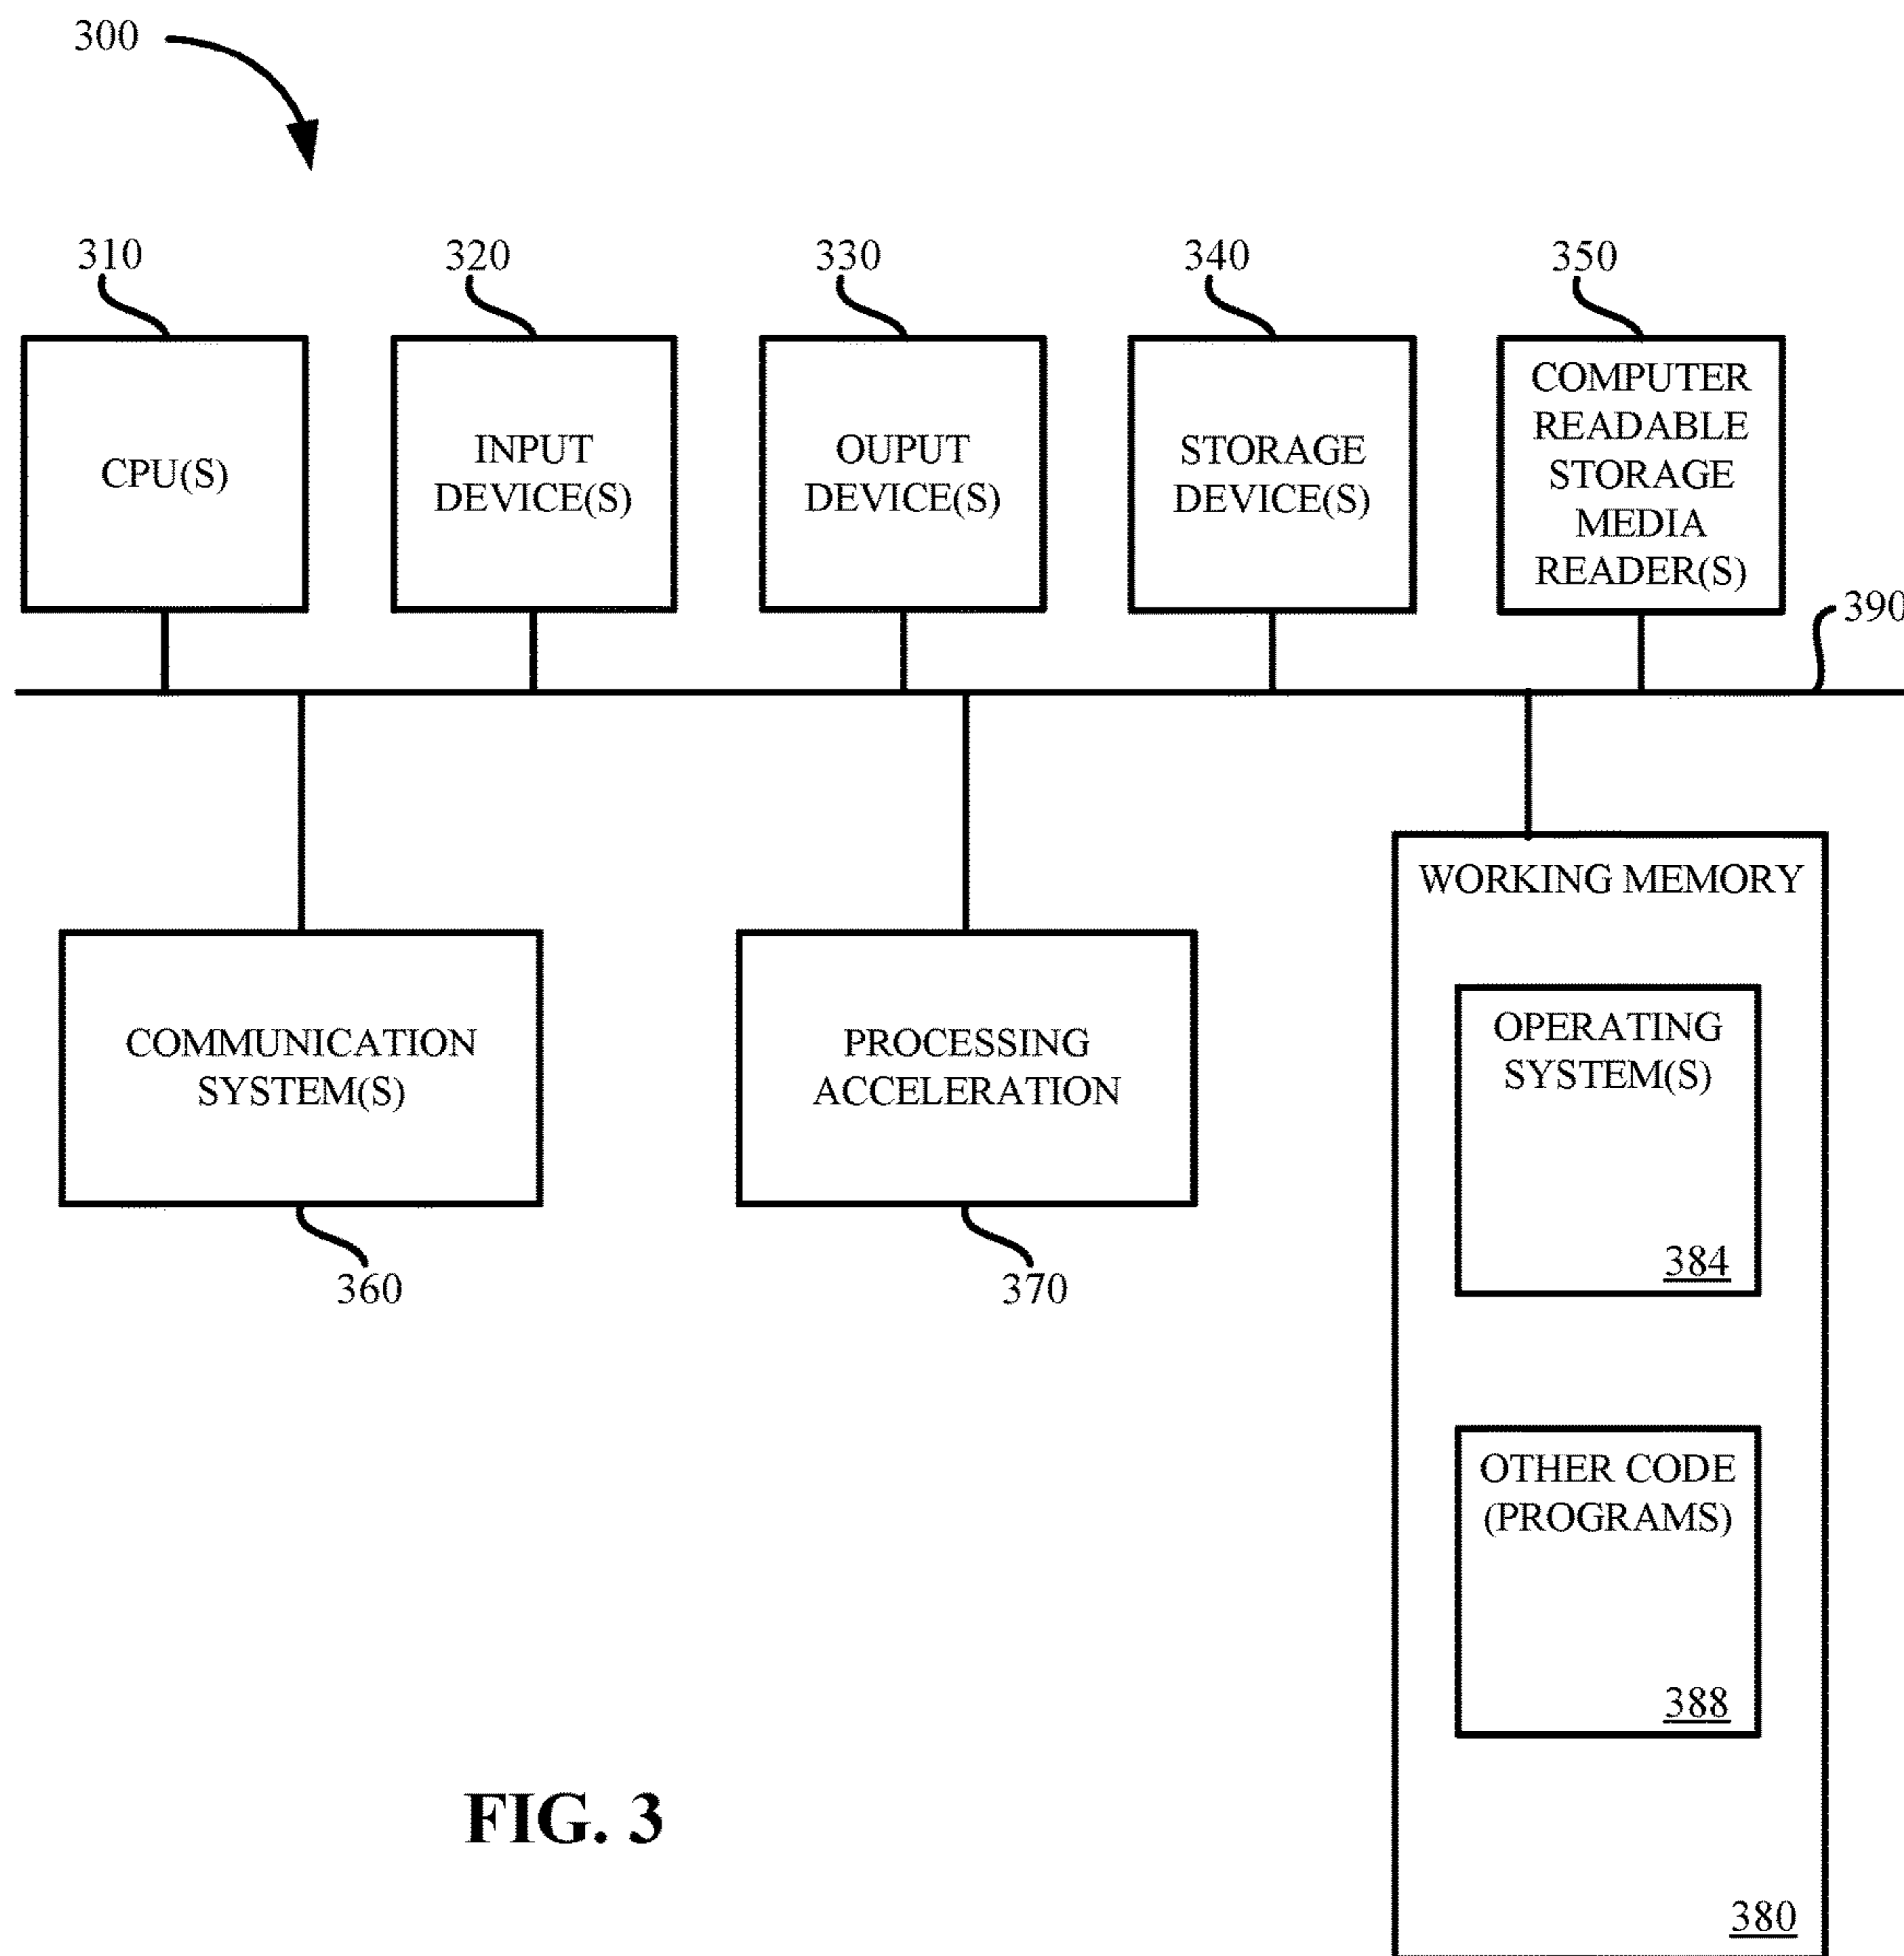 300
310
320
330
340
350
CPU(S)
INPUT
DEVICE(S)
OUPUT
DEVICE(S)
STORAGE
DEVICE(S)
COMPUTER
READABLE
STORAGE
MEDIA
READER(S)
390
COMMUNICATION
SYSTEM(S)
360
PROCESSING
ACCELERATION
370
WORKING MEMORY
OPERATING
SYSTEM(S)
384
OTHER CODE
(PROGRAMS)
388
380
FIG. 3